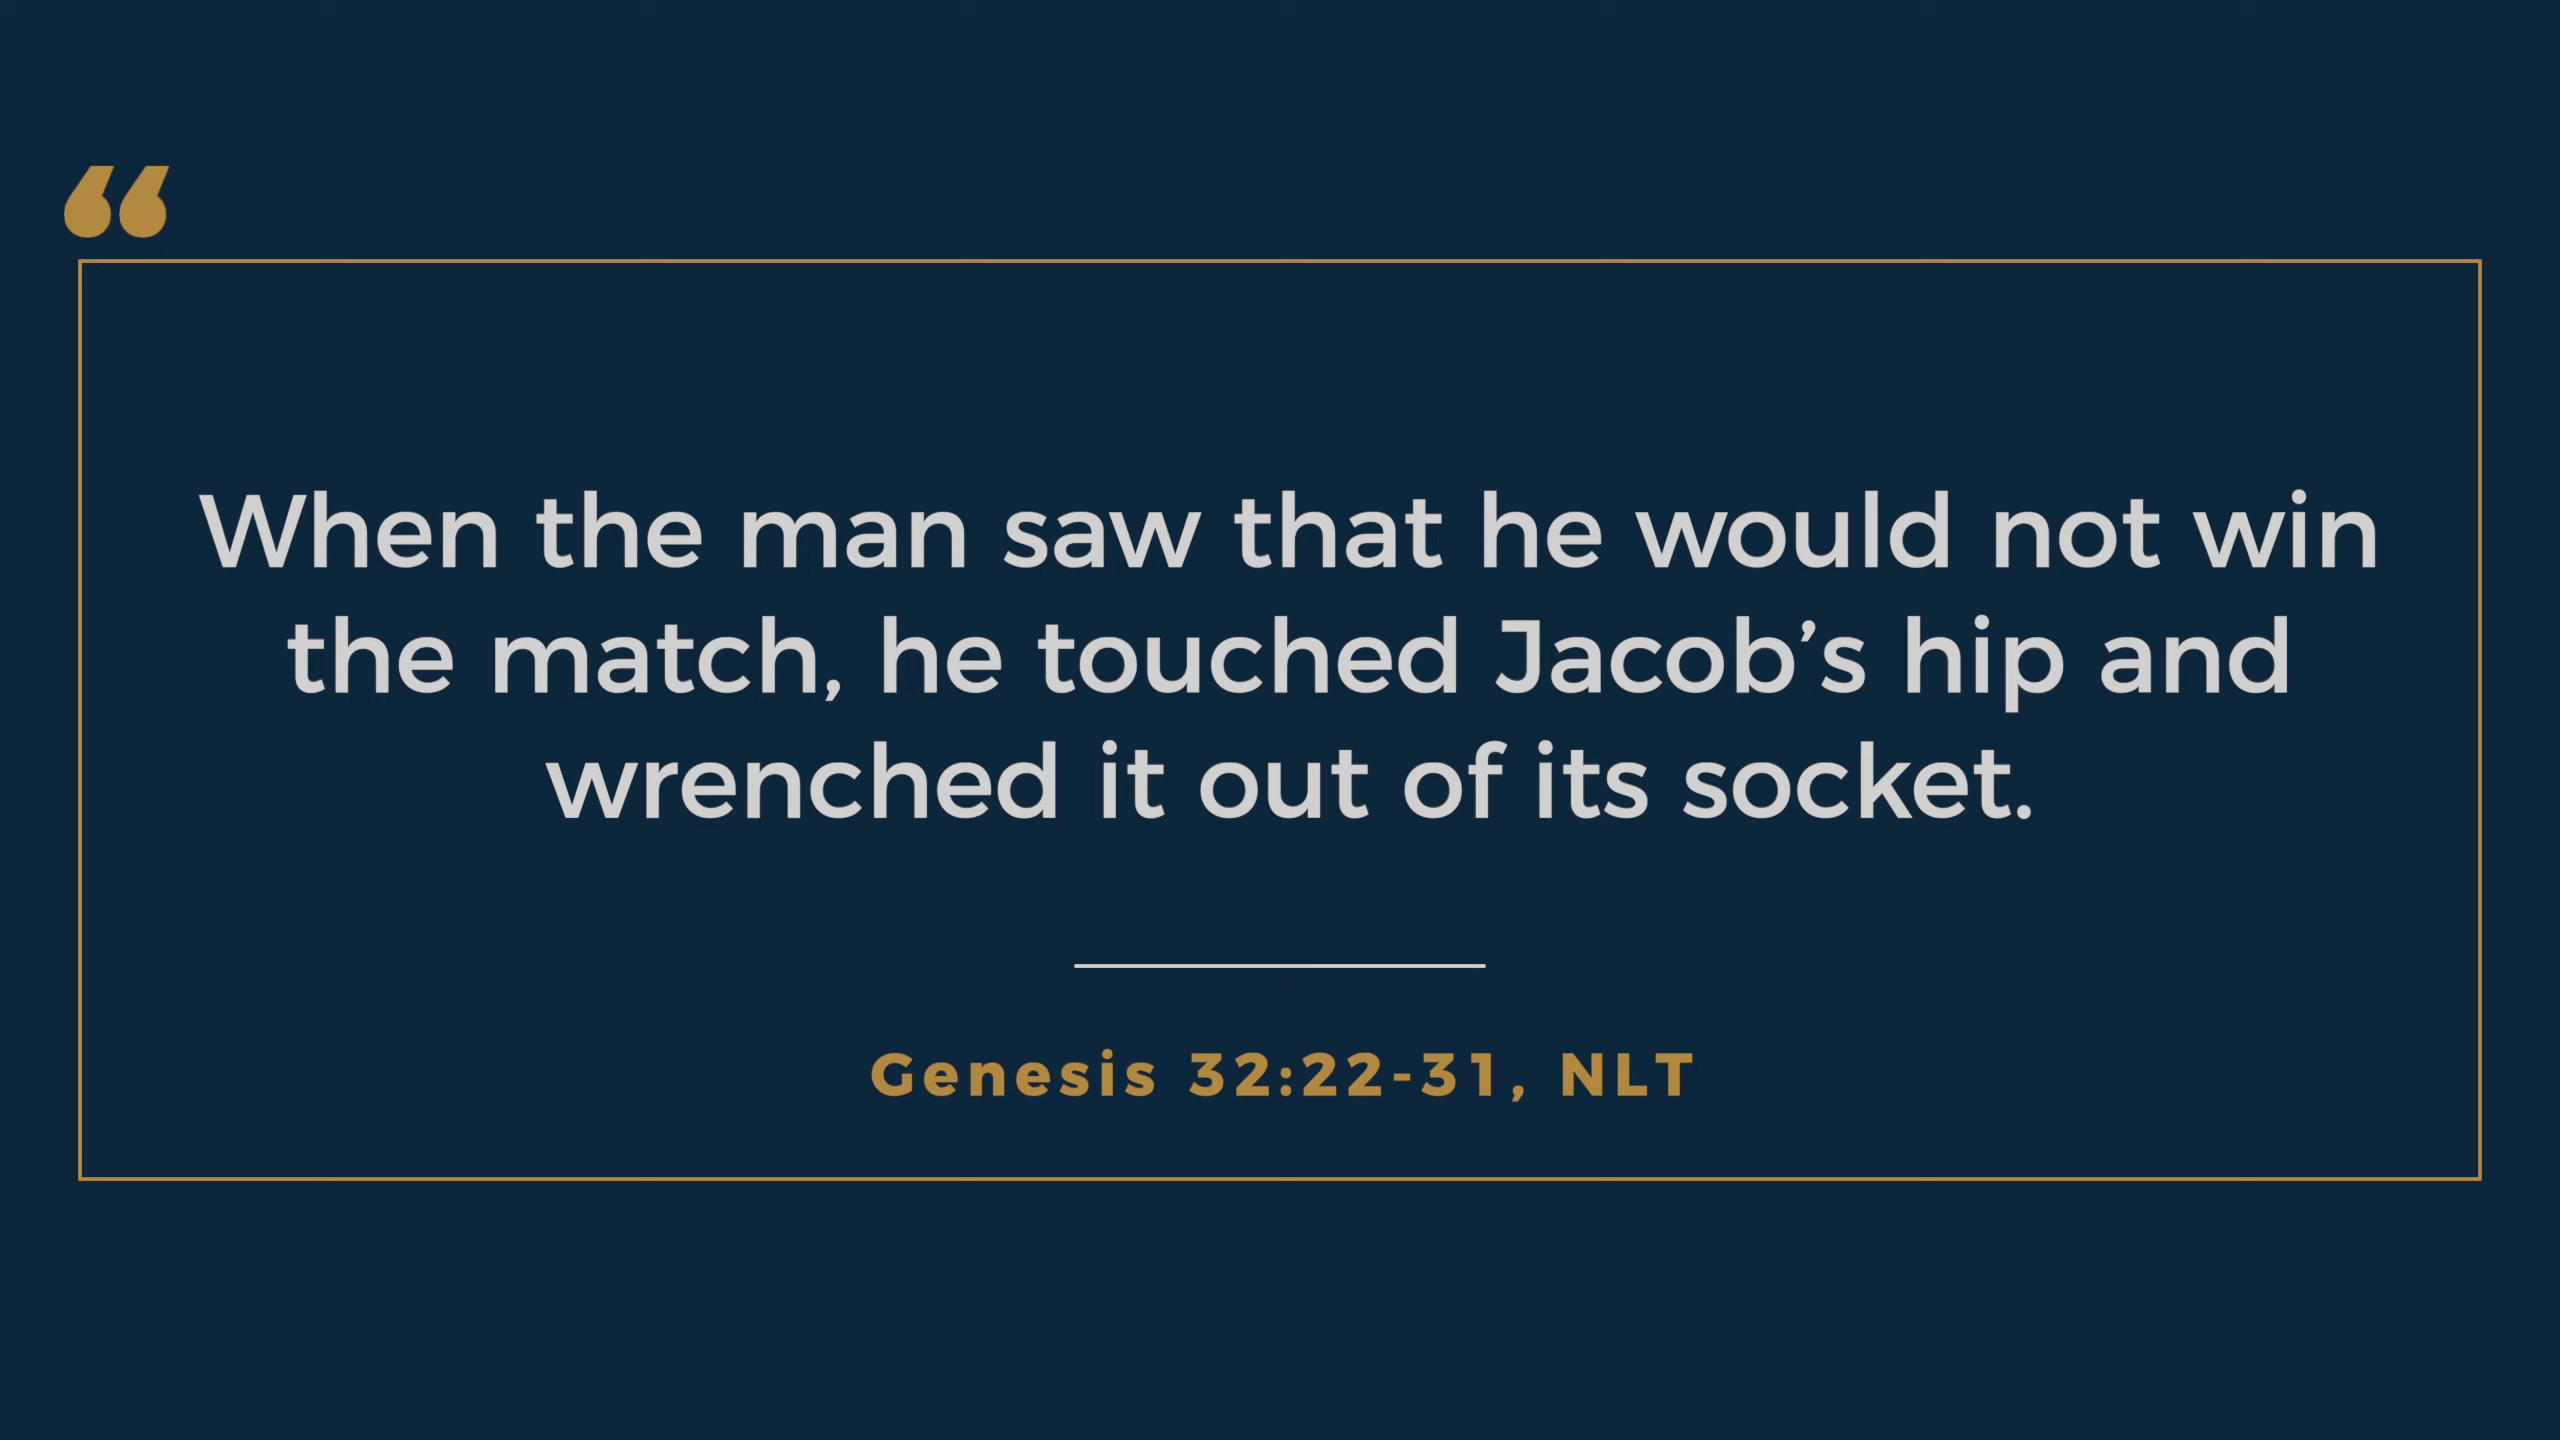 “
When the man saw that he would not win
the match, he touched Jacob’s hip and
wrenched it out of its socket.
Genesis 32:22-31, NLT